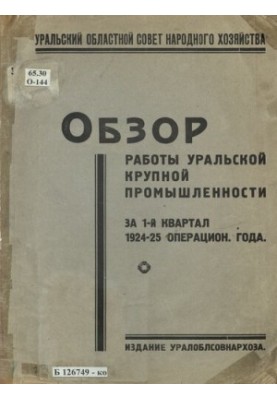 УРАЛЬСКИЙ ОБЛАСТНОЙ СОВЕТ НАРОДНОГО ХОЗЯЙСТВА
65.30
О-144
ОБЗОР
РАБОТЫ УРАЛЬСКОЙ
КРУПНОЙ
ПРОМЫШЛЕННОСТИ
ЗА 1-й КВАРТАЛ
1924-25 ОПЕРАЦИОН. ГОДА.
Б 126749 - ко
ИЗДАНИЕ УРАЛОБЛСОВНАРХОЗА.